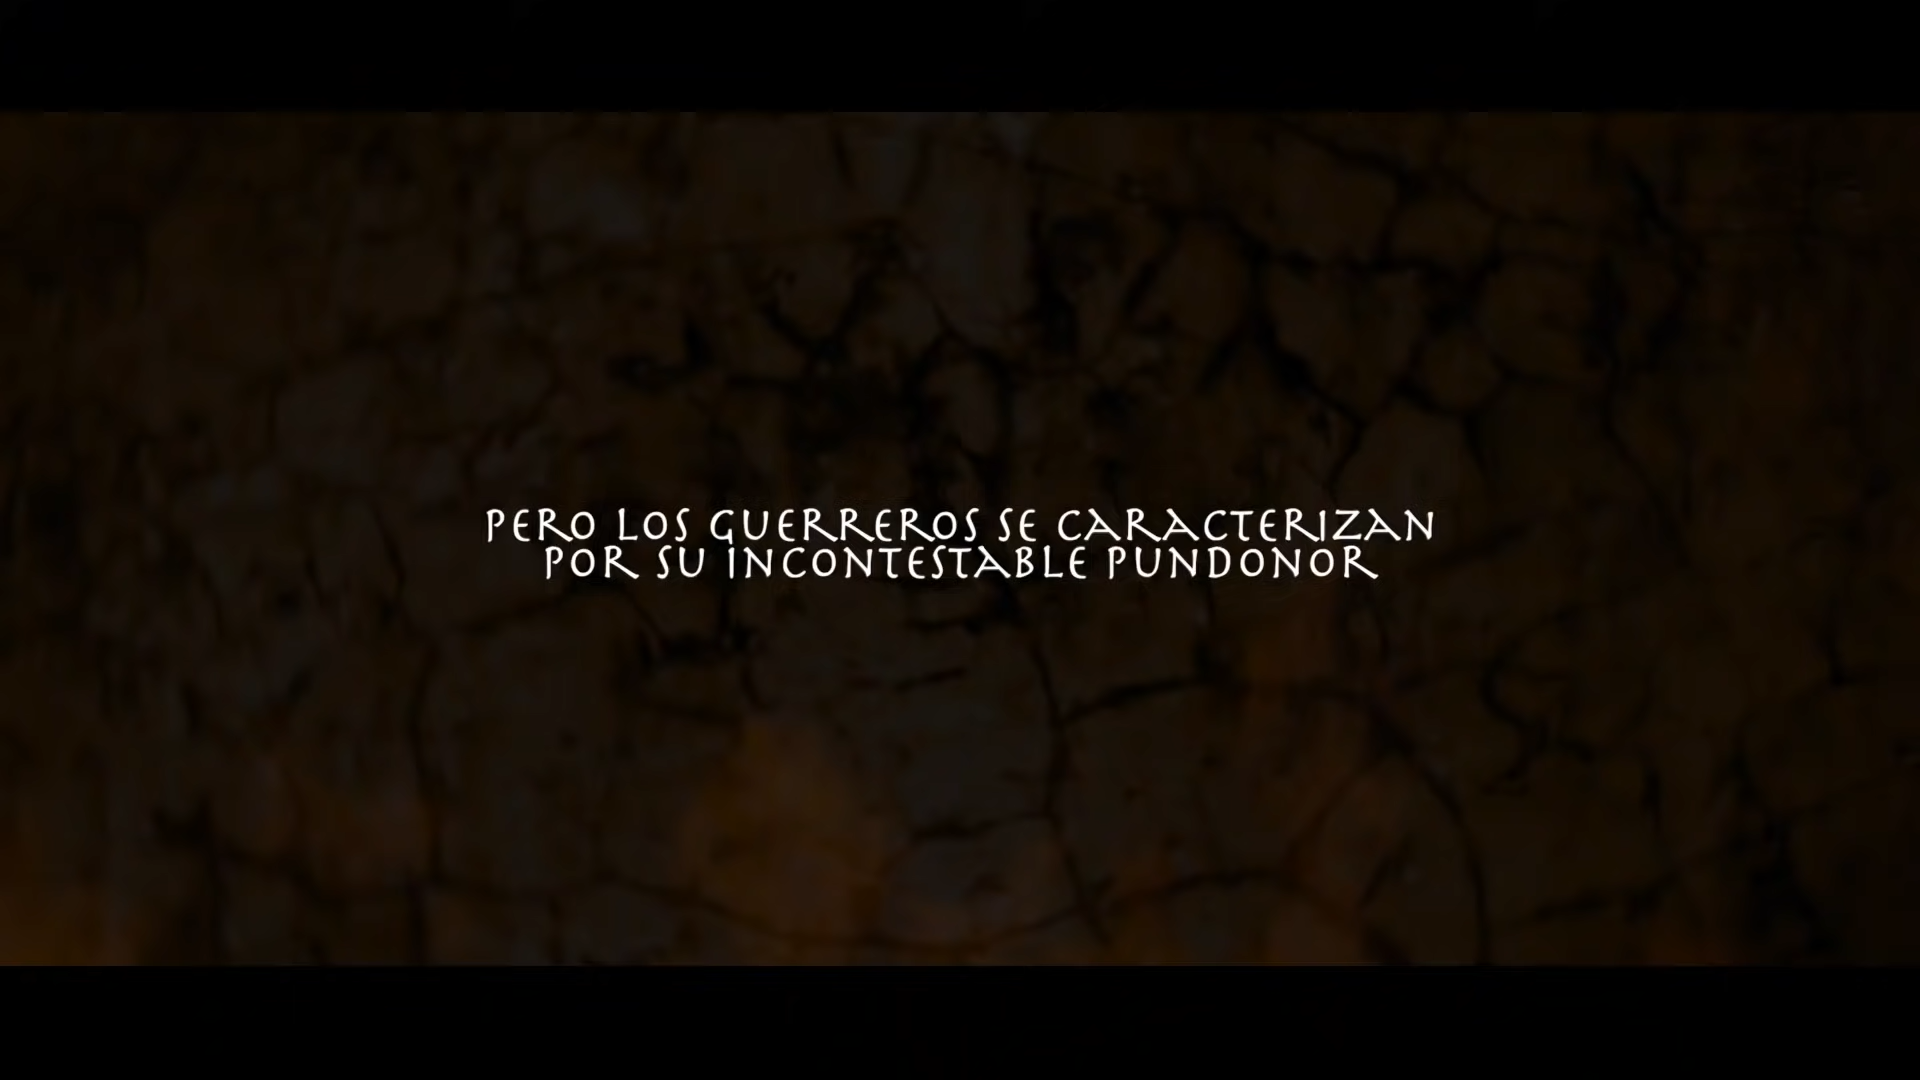 PERO LOS GUERREROS SE CARACTERIZAN
POR SU INCONTESTABLE PUNDONOR